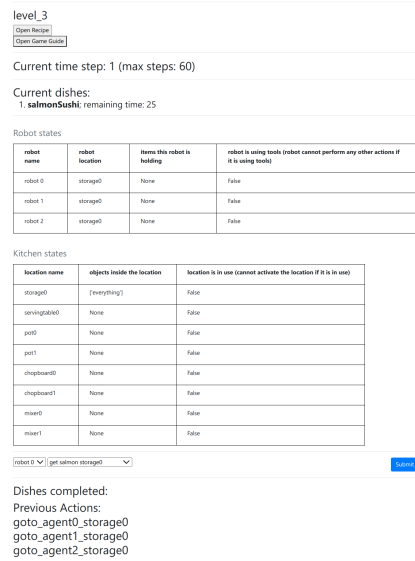 level_3
Open Recipe
Open Game Guide
Current time step: 1 (max steps: 60)
Current dishes:
1. salmonSushi; remaining time: 25
Robot states
robot name robot location items this robot is holding robot is using tools (robot cannot perform any other actions if it is using tools)
robot 0 storage0 None False
robot 1 storage0 None False
robot 2 storage0 None False
Kitchen states
location name objects inside the location location is in use (cannot activate the location if it is in use)
storage0 ['everything'] False
servingtable0 None False
pot0 None False
pot1 None False
chopboard0 None False
chopboard1 None False
mixer0 None False
mixer1 None False
robot 0 get salmon storage0 Submit
Dishes completed:
Previous Actions:
goto_agent0_storage0
goto_agent1_storage0
goto_agent2_storage0